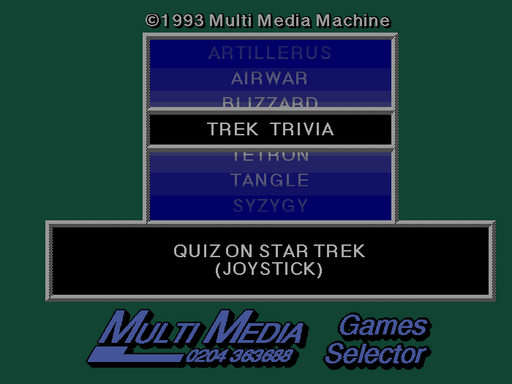 ©1993 Multi Media Machine
ARTILLERUS
AIRWAR
BLIZZARD
TREK TRIVIA
TETRON
TANGLE
SYZYGY
QUIZ ON STAR TREK
(JOYSTICK)
MULTI MEDIA
0204 363688
Games
Selector